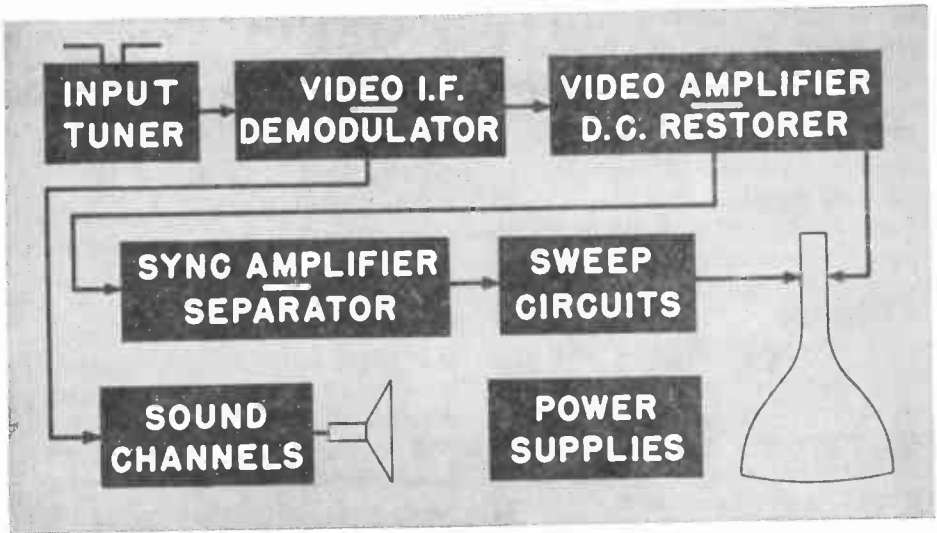 INPUT
TUNER
VIDEO I.F.
DEMODULATOR
VIDEO AMPLIFIER
D.C. RESTORER
SYNC AMPLIFIER
SEPARATOR
SWEEP
CIRCUITS
SOUND
CHANNELS
POWER
SUPPLIES